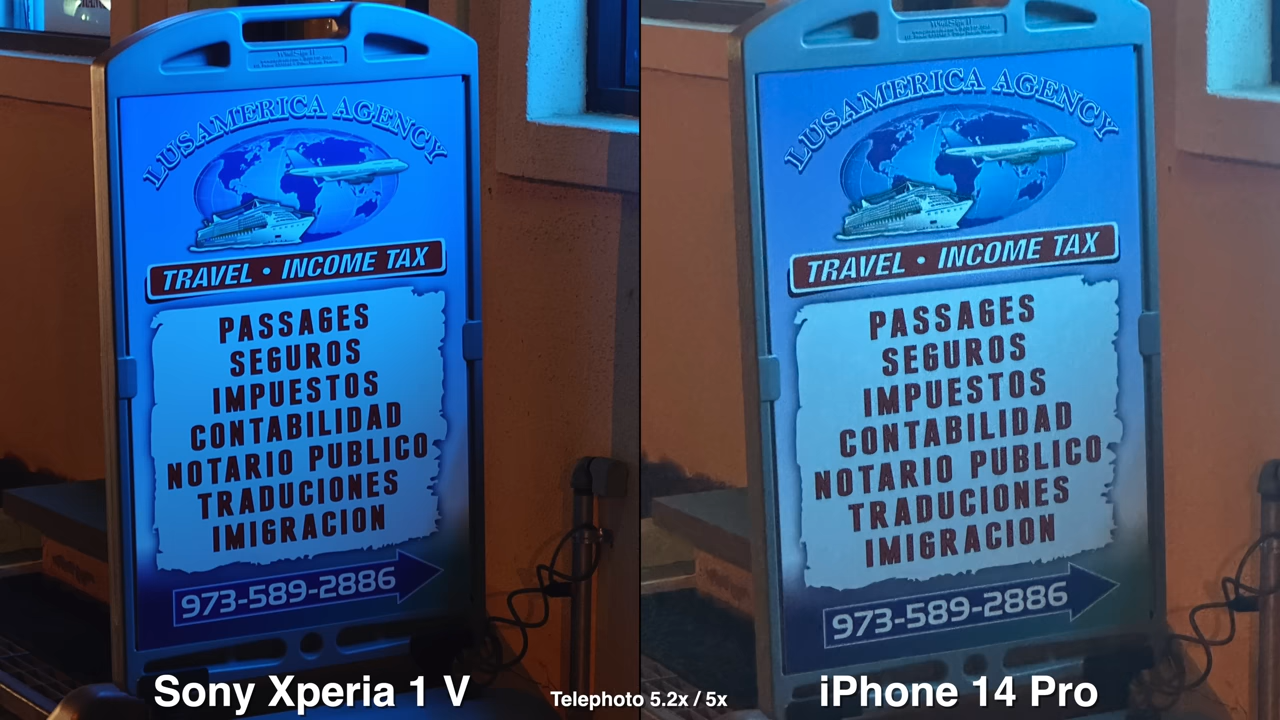 LUSAMERICA AGENCY
TRAVEL • INCOME TAX
PASSAGES
SEGUROS
IMPUESTOS
CONTABILIDAD
NOTARIO PUBLICO
TRADUCIONES
IMIGRACION
973-589-2886
Sony Xperia 1 V
LUSAMERICA AGENCY
TRAVEL • INCOME TAX
PASSAGES
SEGUROS
IMPUESTOS
CONTABILIDAD
NOTARIO PUBLICO
TRADUCIONES
IMIGRACION
973-589-2886
iPhone 14 Pro
Telephoto 5.2x / 5x